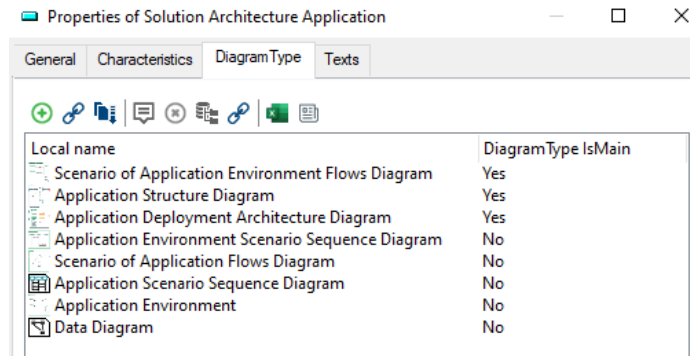 Properties of Solution Architecture Application
General Characteristics DiagramType Texts
Local name DiagramType IsMain
Scenario of Application Environment Flows Diagram Yes
Application Structure Diagram Yes
Application Deployment Architecture Diagram Yes
Application Environment Scenario Sequence Diagram No
Scenario of Application Flows Diagram No
Application Scenario Sequence Diagram No
Application Environment No
Data Diagram No